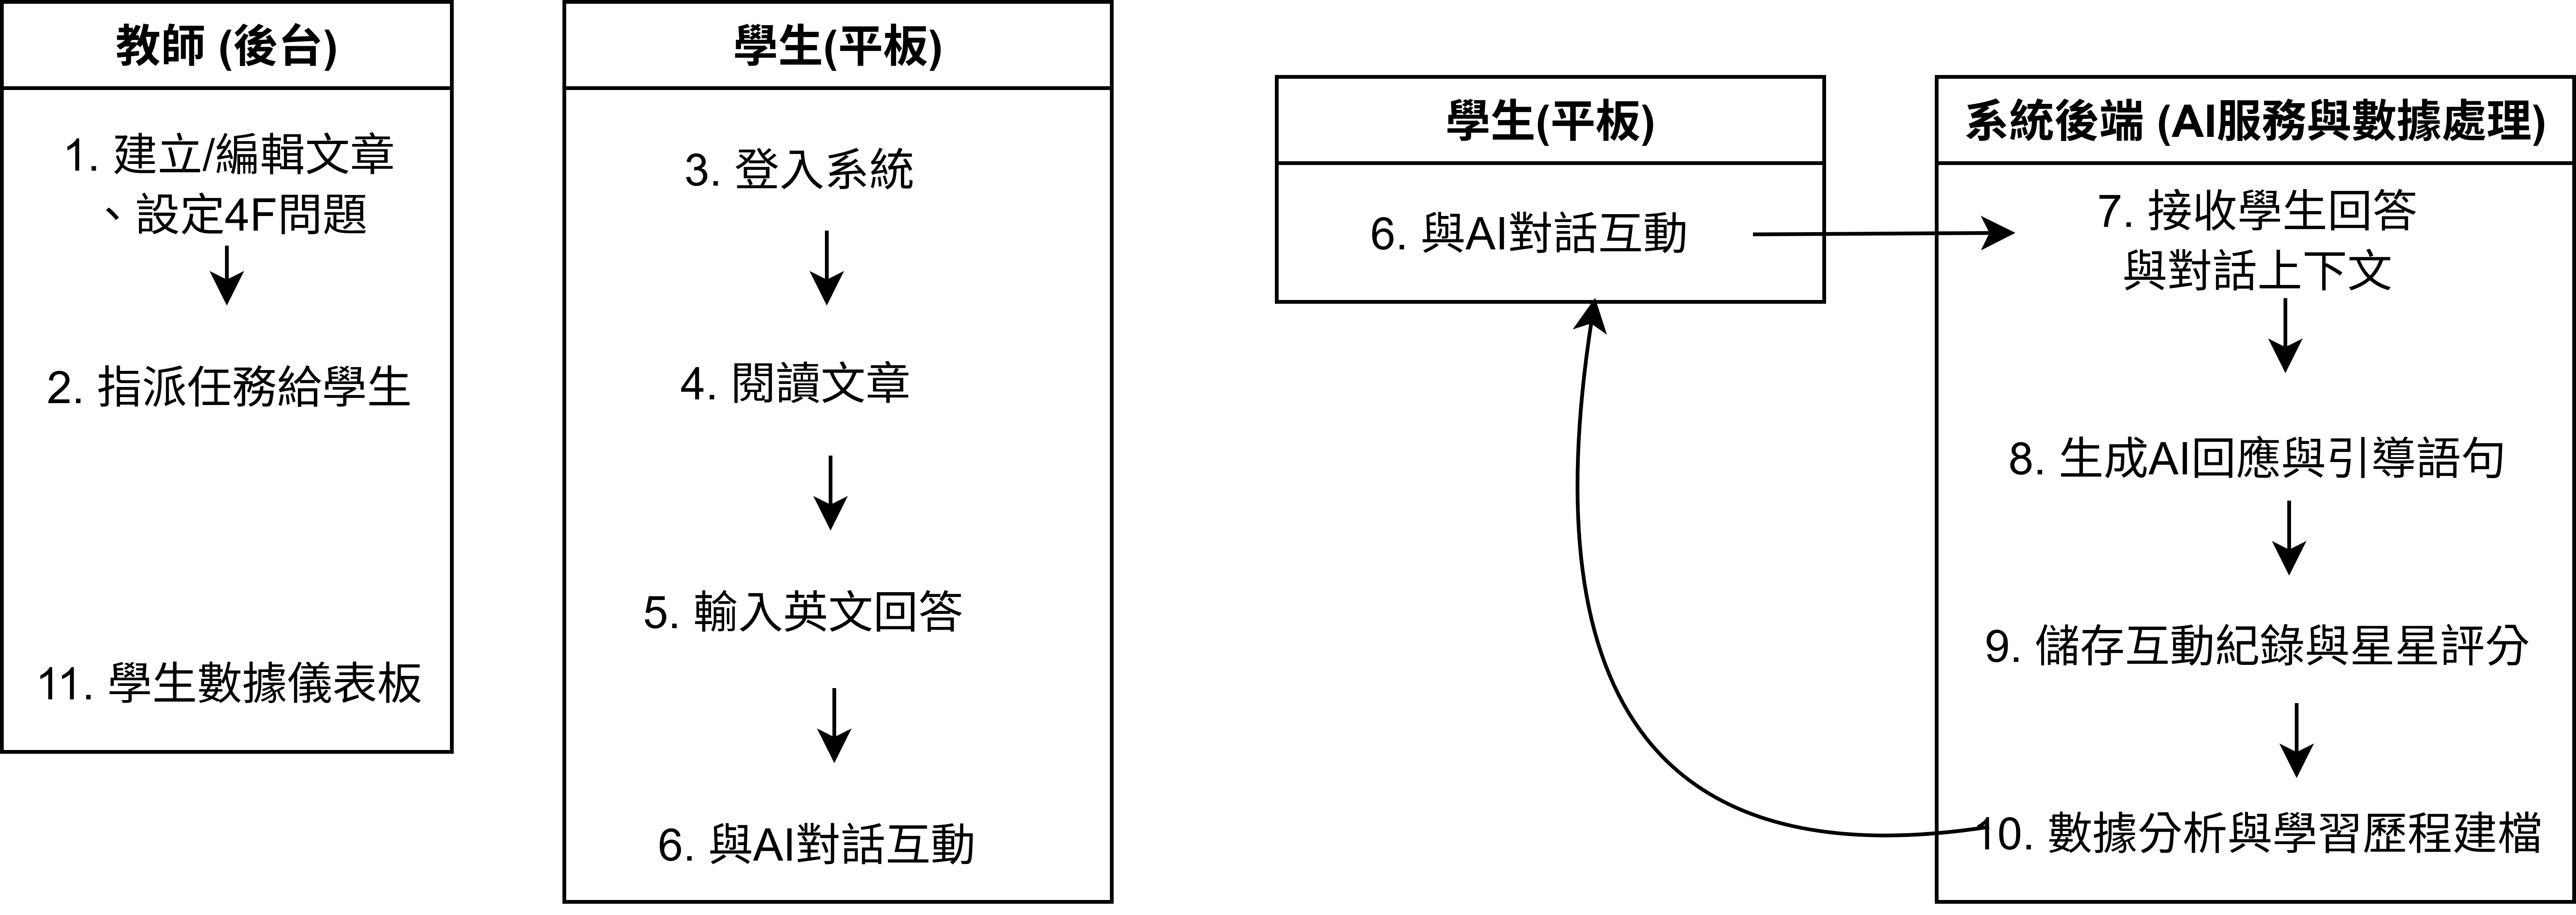 教師 (後台)
1. 建立/編輯文章
、設定4F問題
2. 指派任務給學生
11. 學生數據儀表板
學生(平板)
3. 登入系統
4. 閱讀文章
5. 輸入英文回答
6. 與AI對話互動
學生(平板)
6. 與AI對話互動
系統後端 (AI服務與數據處理)
7. 接收學生回答
與對話上下文
8. 生成AI回應與引導語句
9. 儲存互動紀錄與星星評分
10. 數據分析與學習歷程建檔